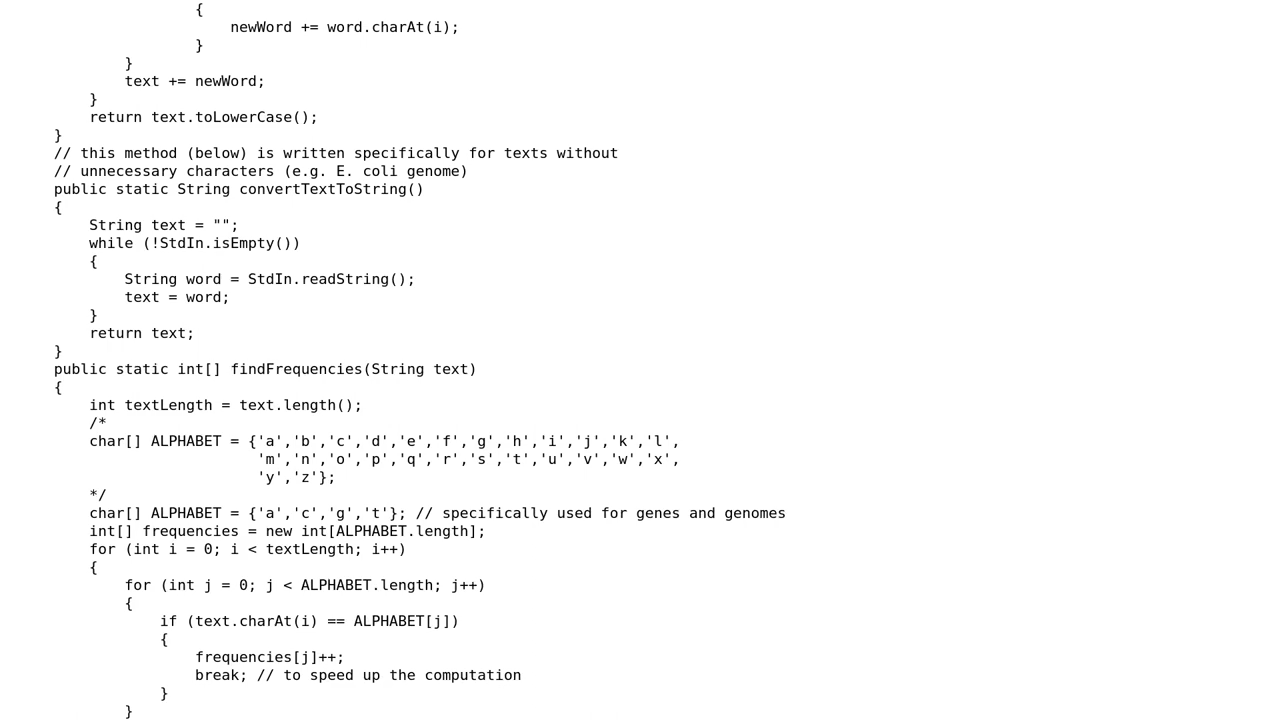 {
                    newWord += word.charAt(i);
                }
        }
        text += newWord;
    }
    return text.toLowerCase();
}
// this method (below) is written specifically for texts without
// unnecessary characters (e.g. E. coli genome)
public static String convertTextToString()
{
    String text = "";
    while (!StdIn.isEmpty())
    {
        String word = StdIn.readString();
        text = word;
    }
    return text;
}
public static int[] findFrequencies(String text)
{
    int textLength = text.length();
    /*
    char[] ALPHABET = {'a','b','c','d','e','f','g','h','i','j','k','l',
                       'm','n','o','p','q','r','s','t','u','v','w','x',
                       'y','z'};
    */
    char[] ALPHABET = {'a','c','g','t'}; // specifically used for genes and genomes
    int[] frequencies = new int[ALPHABET.length];
    for (int i = 0; i < textLength; i++)
    {
        for (int j = 0; j < ALPHABET.length; j++)
        {
            if (text.charAt(i) == ALPHABET[j])
            {
                frequencies[j]++;
                break; // to speed up the computation
            }
        }